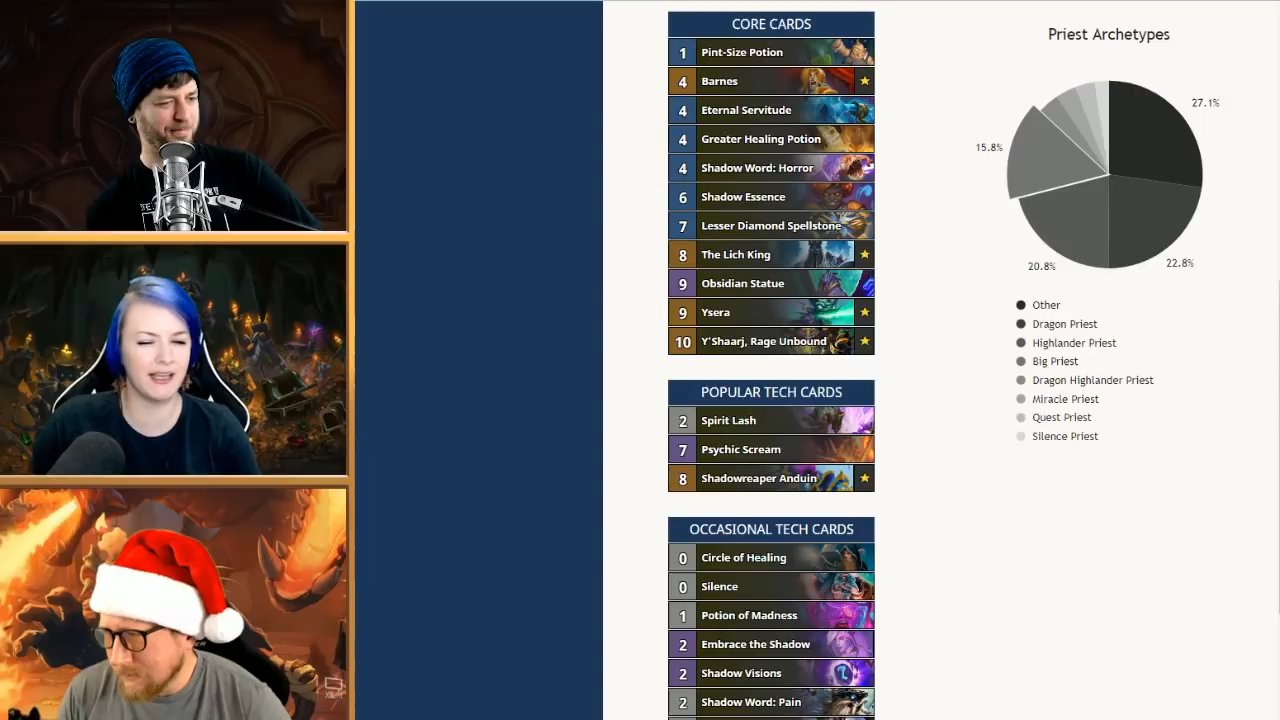 CORE CARDS
1 Pint-Size Potion
4 Barnes
4 Eternal Servitude
4 Greater Healing Potion
4 Shadow Word: Horror
6 Shadow Essence
7 Lesser Diamond Spellstone
8 The Lich King
9 Obsidian Statue
9 Ysera
10 Y'Shaarj, Rage Unbound
POPULAR TECH CARDS
2 Spirit Lash
7 Psychic Scream
8 Shadowreaper Anduin
OCCASIONAL TECH CARDS
0 Circle of Healing
0 Silence
1 Potion of Madness
2 Embrace the Shadow
2 Shadow Visions
2 Shadow Word: Pain
Priest Archetypes
27.1%
15.8%
20.8%
22.8%
Other
Dragon Priest
Highlander Priest
Big Priest
Dragon Highlander Priest
Miracle Priest
Quest Priest
Silence Priest